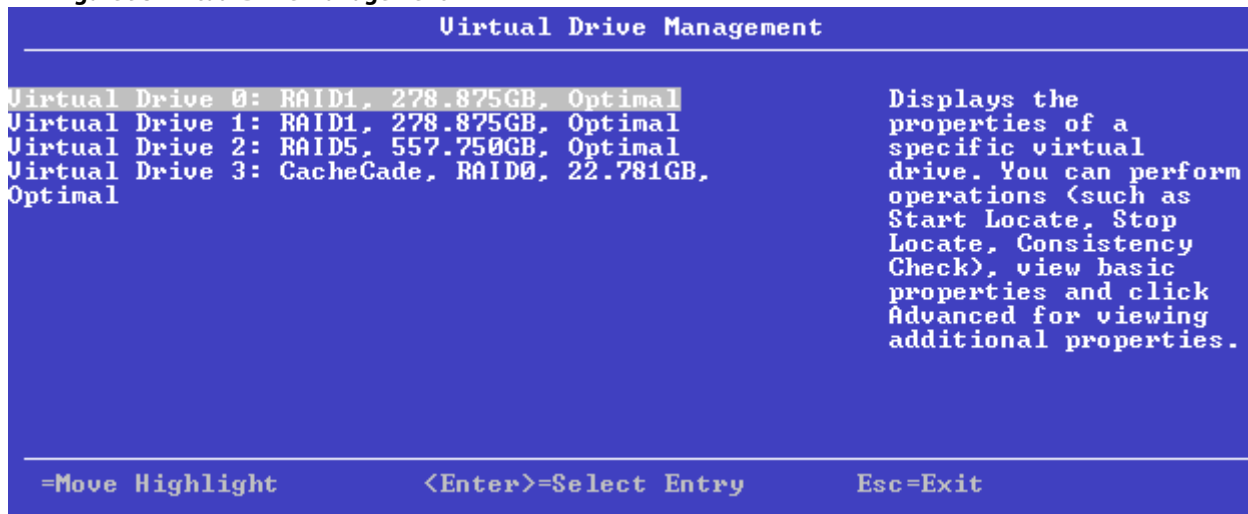 Virtual Drive Management
Virtual Drive 0: RAID1, 278.875GB, Optimal
Virtual Drive 1: RAID1, 278.875GB, Optimal
Virtual Drive 2: RAID5, 557.750GB, Optimal
Virtual Drive 3: CacheCade, RAID0, 22.781GB,
Optimal
Displays the
properties of a
specific virtual
drive. You can perform
operations (such as
Start Locate, Stop
Locate, Consistency
Check), view basic
properties and click
Advanced for viewing
additional properties.
=Move Highlight <Enter>=Select Entry Esc=Exit